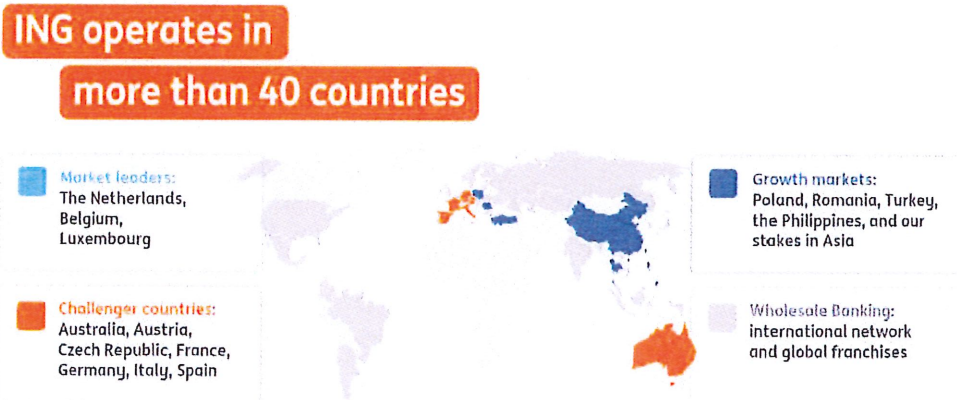 ING operates in
more than 40 countries
Market leaders:
The Netherlands,
Belgium,
Luxembourg
Challenger countries:
Australia, Austria,
Czech Republic, France,
Germany, Italy, Spain
Growth markets:
Poland, Romania, Turkey,
the Philippines, and our
stakes in Asia
Wholesale Banking:
international network
and global franchises